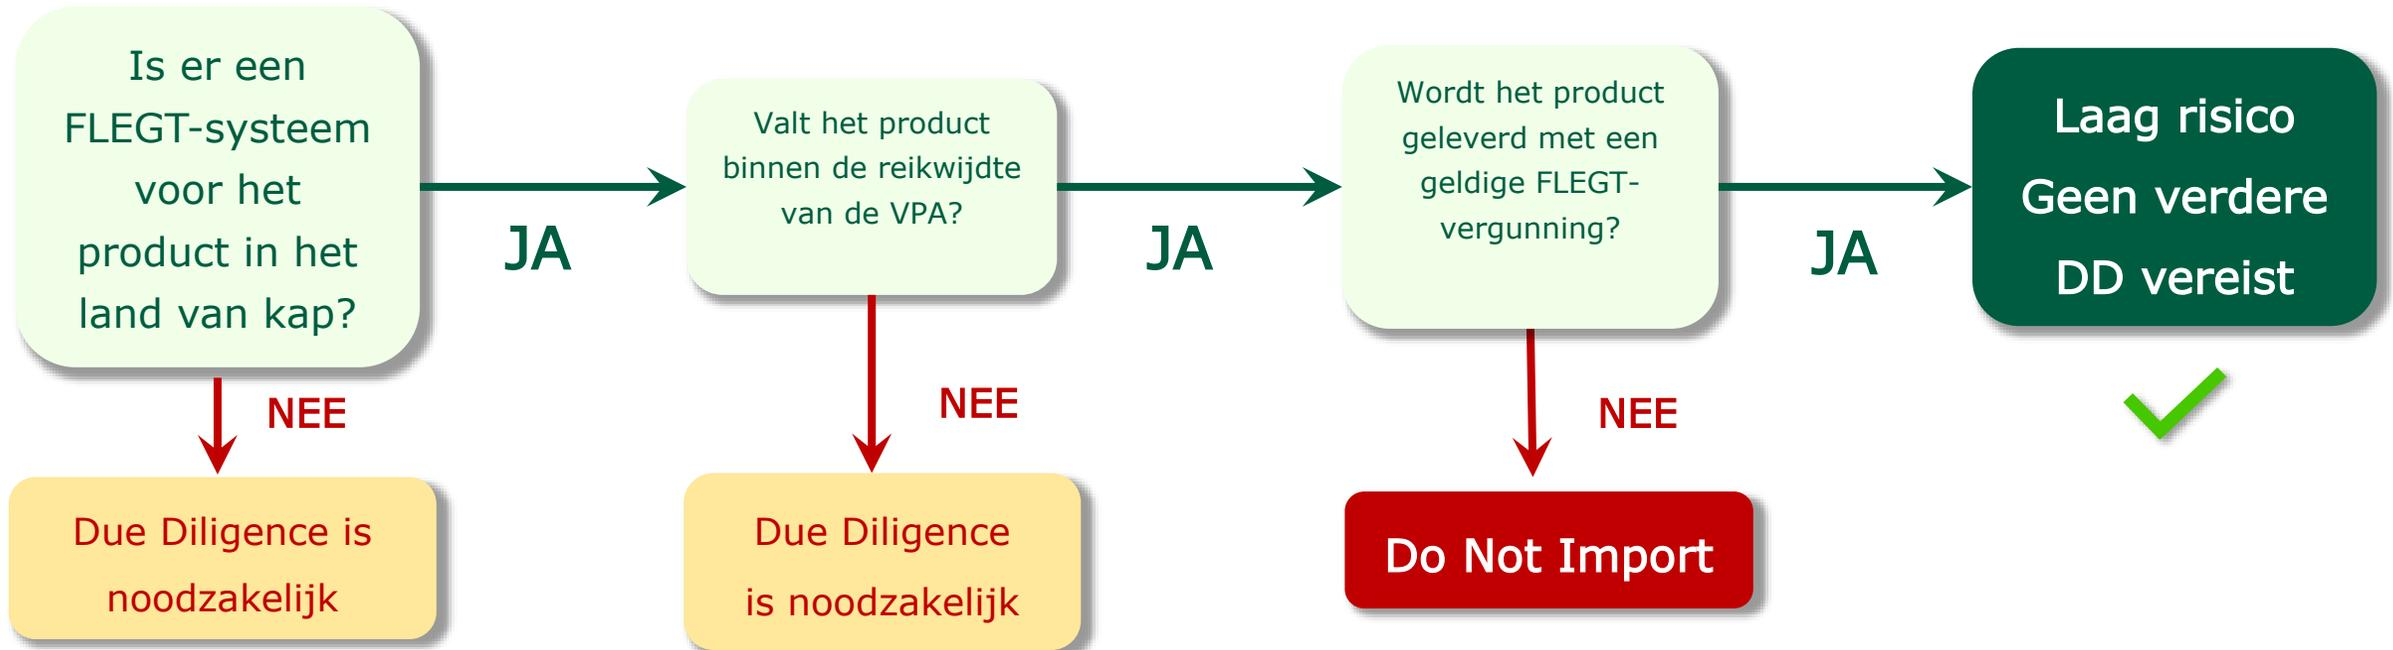 Is er een
FLEGT-systeem
voor het
product in het
land van kap?
JA
Valt het product
binnen de reikwijdte
van de VPA?
JA
Wordt het product
geleverd met een
geldige FLEGT-
vergunning?
JA
Laag risico
Geen verdere
DD vereist
NEE
Due Diligence is
noodzakelijk
NEE
Due Diligence
is noodzakelijk
NEE
Do Not Import